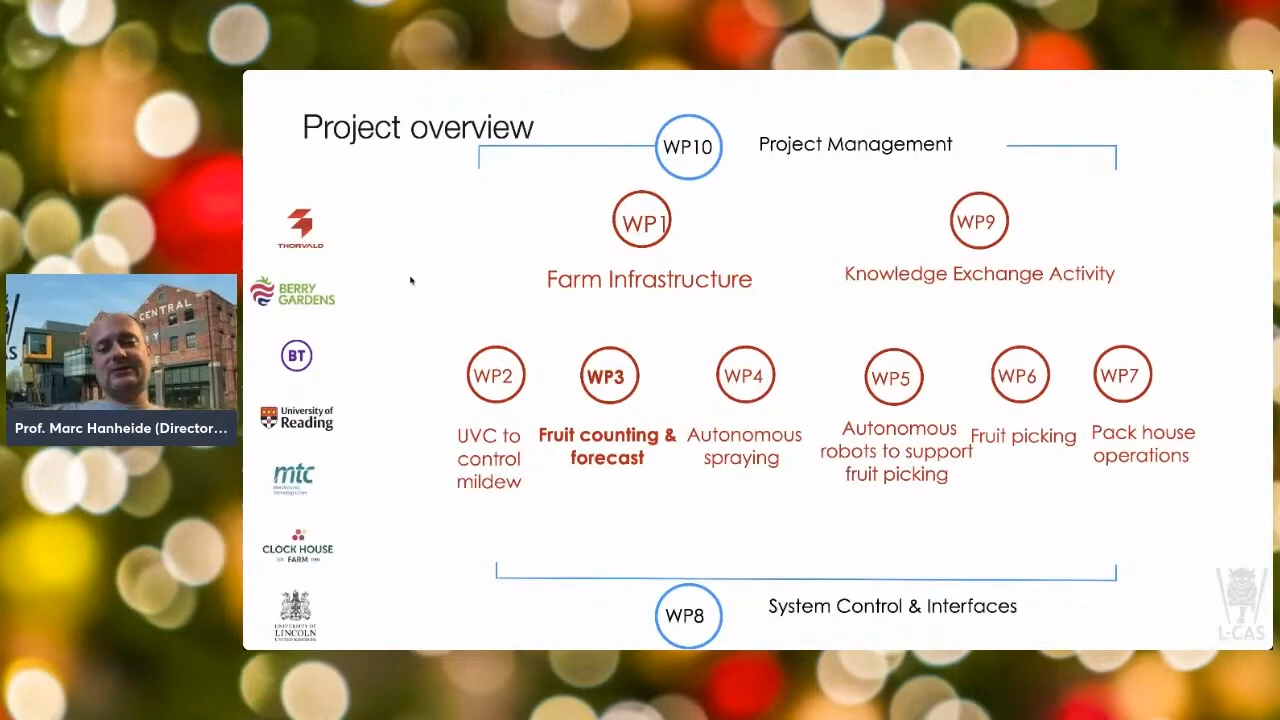 Project overview
WP10
Project Management
WP1
WP9
Farm Infrastructure
Knowledge Exchange Activity
WP2
WP3
WP4
WP5
WP6
WP7
UVC to
control
mildew
Fruit counting &
forecast
Autonomous
spraying
Autonomous
robots to support
fruit picking
Fruit picking
Pack house
operations
WP8
System Control & Interfaces
THORVALD
BERRY
GARDENS
BT
University of
Reading
mtc
CLOCK HOUSE
FARM
UNIVERSITY OF
LINCOLN
UNITED KINGDOM
L-CAS
CENTRAL
Prof. Marc Hanheide (Director...